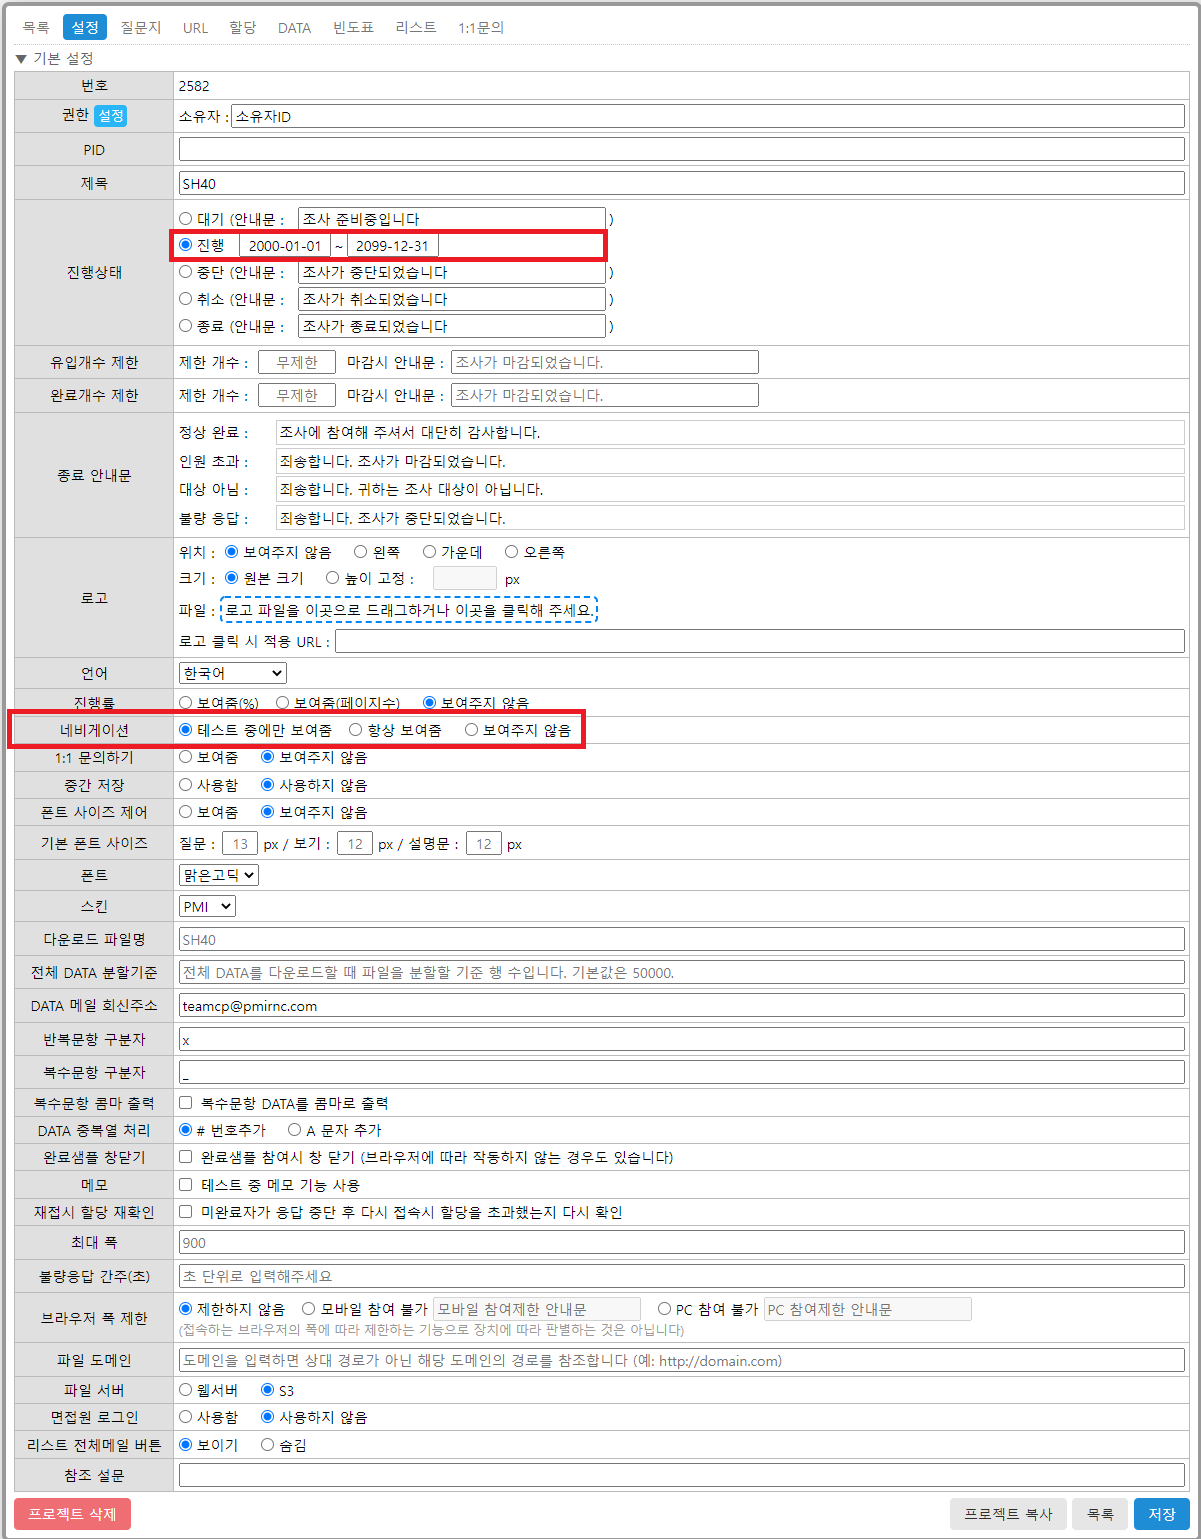 목록 설정 질문지 URL 할당 DATA 빈도표 리스트 1:1문의
▼ 기본 설정
번호 2582
권한 설정 소유자 : 소유자ID
PID
제목 SH40
진행상태
대기 (안내문 : 조사 준비중입니다 )
진행 2000-01-01 ~ 2099-12-31
중단 (안내문 : 조사가 중단되었습니다 )
취소 (안내문 : 조사가 취소되었습니다 )
종료 (안내문 : 조사가 종료되었습니다 )
유입개수 제한 제한 개수 : 무제한 마감시 안내문 : 조사가 마감되었습니다.
완료개수 제한 제한 개수 : 무제한 마감시 안내문 : 조사가 마감되었습니다.
종료 안내문
정상 완료 : 조사에 참여해 주셔서 대단히 감사합니다.
인원 초과 : 죄송합니다. 조사가 마감되었습니다.
대상 아님 : 죄송합니다. 귀하는 조사 대상이 아닙니다.
불량 응답 : 죄송합니다. 조사가 중단되었습니다.
로고
위치 : 보여주지 않음 왼쪽 가운데 오른쪽
크기 : 원본 크기 높이 고정 : px
파일 : 로고 파일을 이곳으로 드래그하거나 이곳을 클릭해 주세요.
로고 클릭 시 적용 URL :
언어 한국어
진행률 보여줌(%) 보여줌(페이지수) 보여주지 않음
네비게이션 테스트 중에만 보여줌 항상 보여줌 보여주지 않음
1:1 문의하기 보여줌 보여주지 않음
중간 저장 사용함 사용하지 않음
폰트 사이즈 제어 보여줌 보여주지 않음
기본 폰트 사이즈 질문 : 13 px / 보기 : 12 px / 설명문 : 12 px
폰트 맑은고딕
스킨 PMI
다운로드 파일명 SH40
전체 DATA 분할기준 전체 DATA를 다운로드할 때 파일을 분할할 기준 행 수입니다. 기본값은 50000.
DATA 메일 회신주소 teamcp@pmirnc.com
반복문항 구분자 x
복수문항 구분자 _
복수문항 콤마 출력 복수문항 DATA를 콤마로 출력
DATA 중복열 처리 # 번호추가 A 문자 추가
완료샘플 창닫기 완료샘플 참여시 창 닫기 (브라우저에 따라 작동하지 않는 경우도 있습니다)
메모 테스트 중 메모 기능 사용
재접시 할당 재확인 미완료자가 응답 중단 후 다시 접속시 할당을 초과했는지 다시 확인
최대 폭 900
불량응답 간주(초) 초 단위로 입력해주세요
브라우저 폭 제한 제한하지 않음 모바일 참여 불가 모바일 참여제한 안내문 PC 참여 불가 PC 참여제한 안내문
(접속하는 브라우저의 폭에 따라 제한하는 기능으로 장치에 따라 판별하는 것은 아닙니다)
파일 도메인 도메인을 입력하면 상대 경로가 아닌 해당 도메인의 경로를 참조합니다 (예: http://domain.com)
파일 서버 웹서버 S3
면접원 로그인 사용함 사용하지 않음
리스트 전체메일 버튼 보이기 숨김
참조 설문
프로젝트 삭제 프로젝트 복사 목록 저장